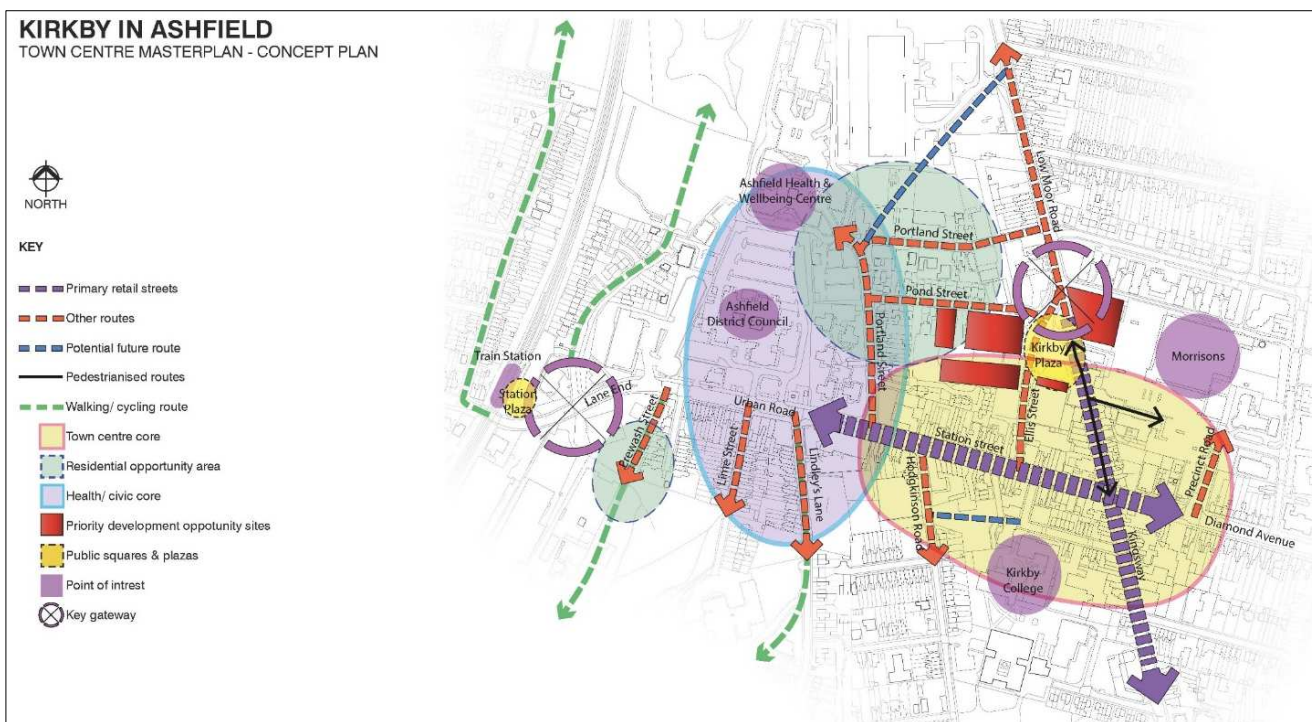 KIRKBY IN ASHFIELD
TOWN CENTRE MASTERPLAN - CONCEPT PLAN
NORTH
KEY
Primary retail streets
Other routes
Potential future route
Pedestrianised routes
Walking/ cycling route
Town centre core
Residential opportunity area
Health/ civic core
Priority development oppotunity sites
Public squares & plazas
Point of intrest
Key gateway
Ashfield Health &
Wellbeing Centre
Low Moor Road
Portland Street
Pond Street
Ashfield
District Council
Portland Street
Kirkby
Plaza
Morrisons
Train Station
Station
Plaza
Lane End
Prewash Street
Urban Road
Lime Street
Lindley's Lane
Station street
Ellis Street
Hodgkinson Road
Precinct Road
Diamond Avenue
Kingsway
Kirkby
College